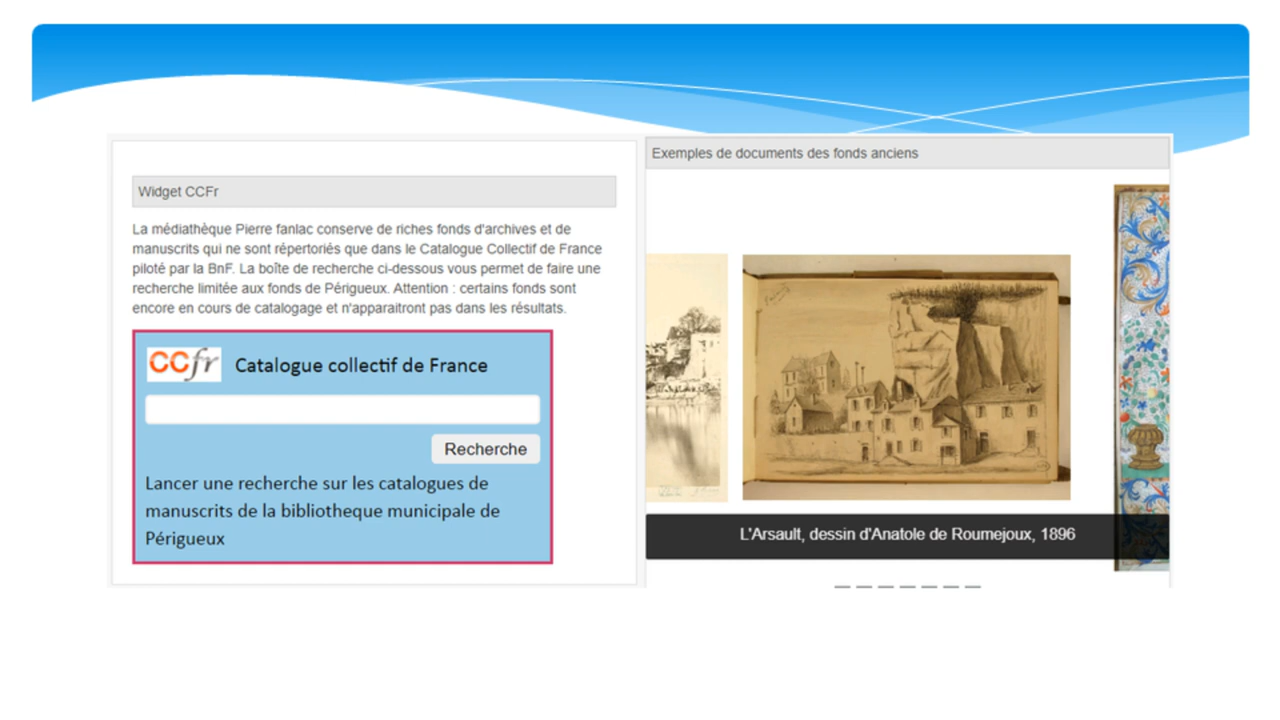 Widget CCFr
La médiathèque Pierre fanlac conserve de riches fonds d'archives et de
manuscrits qui ne sont répertoriés que dans le Catalogue Collectif de France
piloté par la BnF. La boîte de recherche ci-dessous vous permet de faire une
recherche limitée aux fonds de Périgueux. Attention : certains fonds sont
encore en cours de catalogage et n'apparaitront pas dans les résultats.
CCfr Catalogue collectif de France
Recherche
Lancer une recherche sur les catalogues de
manuscrits de la bibliotheque municipale de
Périgueux
Exemples de documents des fonds anciens
L'Arsault, dessin d'Anatole de Roumejoux, 1896